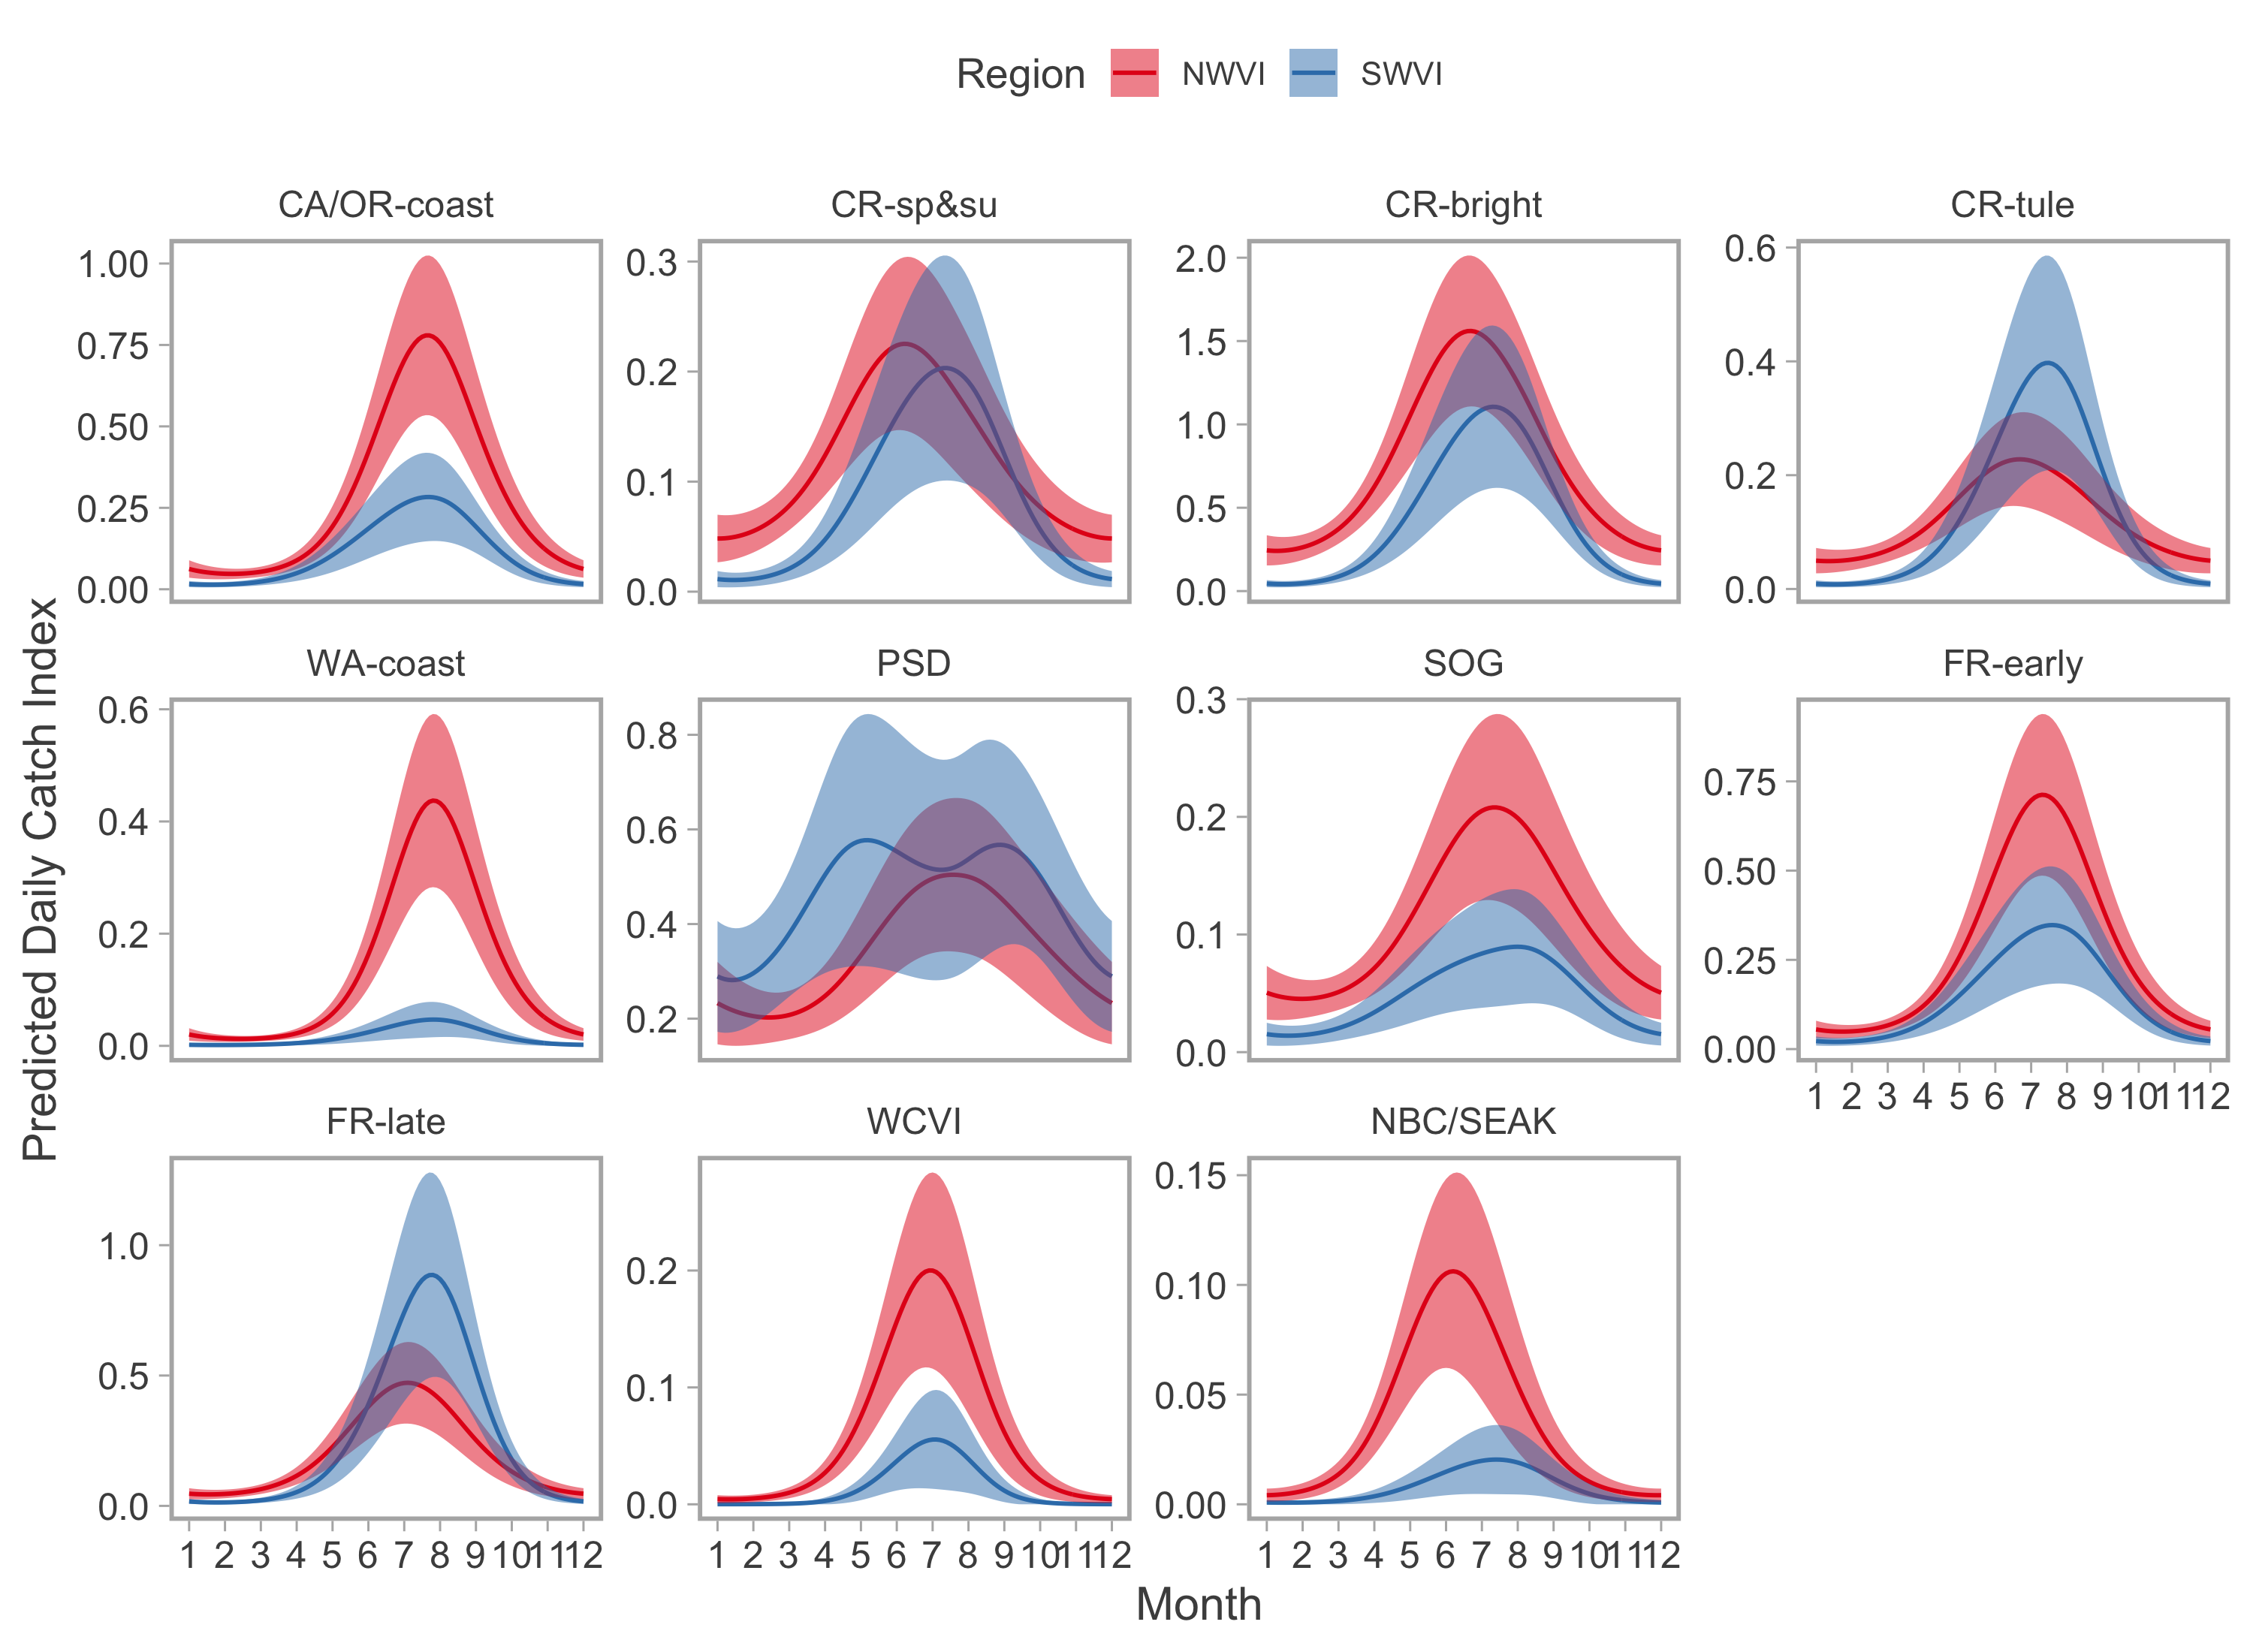 Region NWVI SWVI
CA/OR-coast CR-sp&su CR-bright CR-tule
1.00 0.75 0.50 0.25 0.00
0.3 0.2 0.1 0.0
2.0 1.5 1.0 0.5 0.0
0.6 0.4 0.2 0.0
Predicted Daily Catch Index
WA-coast PSD SOG FR-early
0.6 0.4 0.2 0.0
0.8 0.6 0.4 0.2
0.3 0.2 0.1 0.0
0.75 0.50 0.25 0.00
1 2 3 4 5 6 7 8 9 10 11 12
FR-late WCVI NBC/SEAK
1.0 0.5 0.0
0.2 0.1 0.0
0.15 0.10 0.05 0.00
1 2 3 4 5 6 7 8 9 10 11 12
1 2 3 4 5 6 7 8 9 10 11 12
1 2 3 4 5 6 7 8 9 10 11 12
Month